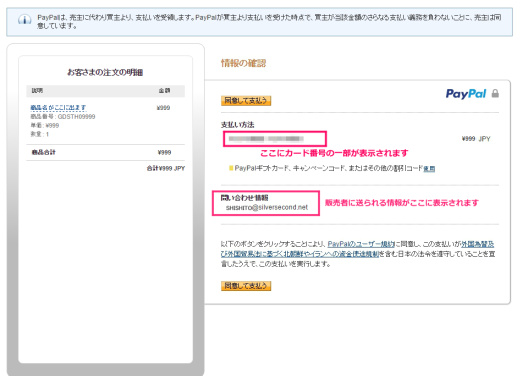 PayPalは、売主に代わり買主より、支払いを受領します。PayPalが買主より支払いを受けた時点で、買主が当該金額のさらなる支払い義務を負わないことに、売主は同
意しています。
お客さまの注文の明細
説明 金額
商品名がここに出ます ¥999
商品番号: GDSTH99999
単価: ¥999
数量: 1
商品合計 ¥999
合計¥999 JPY
情報の確認
同意して支払う
PayPal
支払い方法
¥999 JPY
ここにカード番号の一部が表示されます
PayPalギフトカード、キャンペーンコード、またはその他の割引コード使用
問い合わせ情報
SHISHITO@silversecond.net
販売者に送られる情報がここに表示されます
以下のボタンをクリックすることにより、PayPalのユーザー規約に同意し、この支払いが外国為替及
び外国貿易法に基づく北朝鮮やイランへの資金使途規制を含む日本の法令を遵守していることを宣
言したうえで、この支払いを実行します。
同意して支払う